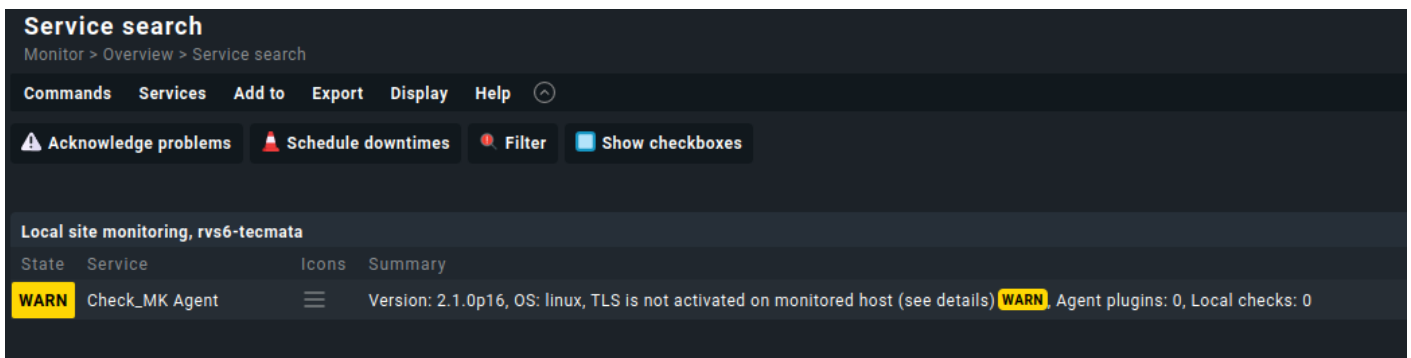 Service search
Monitor > Overview > Service search
Commands Services Add to Export Display Help
Acknowledge problems Schedule downtimes Filter Show checkboxes
Local site monitoring, rvs6-tecmata
State Service Icons Summary
WARN Check_MK Agent Version: 2.1.0p16, OS: linux, TLS is not activated on monitored host (see details) WARN, Agent plugins: 0, Local checks: 0